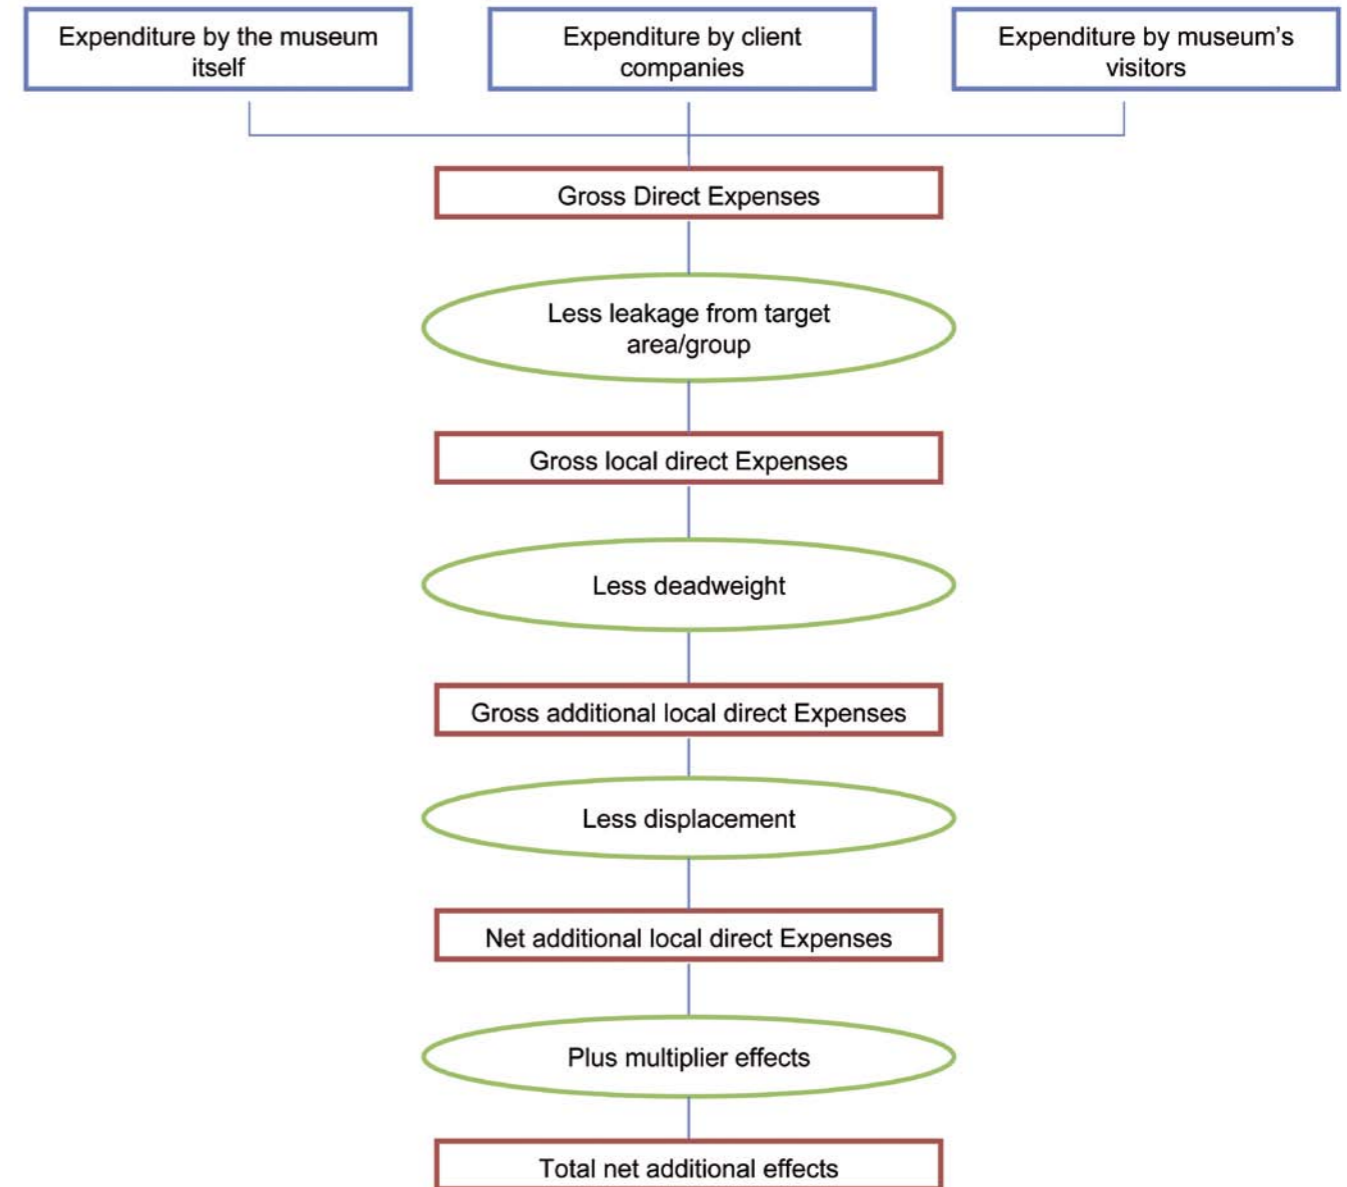 Expenditure by the museum
itself
Expenditure by client
companies
Expenditure by museum’s
visitors
Gross Direct Expenses
Less leakage from target
area/group
Gross local direct Expenses
Less deadweight
Gross additional local direct Expenses
Less displacement
Net additional local direct Expenses
Plus multiplier effects
Total net additional effects